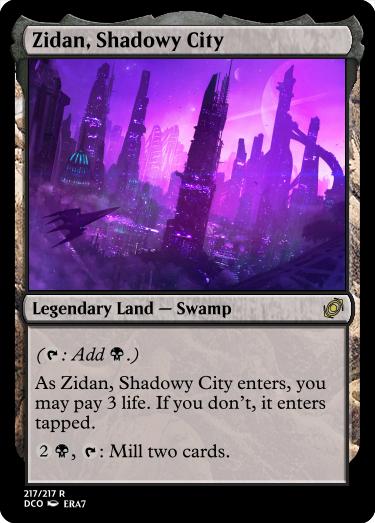 Zidan, Shadowy City
Legendary Land — Swamp
(: Add .)
As Zidan, Shadowy City enters, you
may pay 3 life. If you don't, it enters
tapped.
2 , : Mill two cards.
217/217 R
DCO ERA7